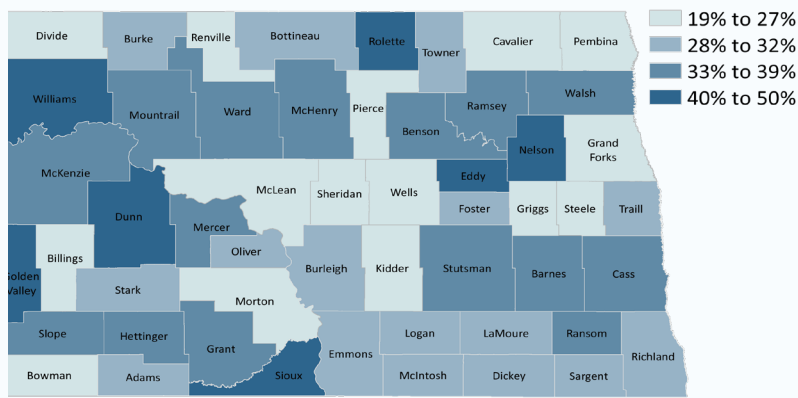 Divide
Burke
Renville
Bottineau
Rolette
Towner
Cavalier
Pembina
19% to 27%
28% to 32%
33% to 39%
40% to 50%
Williams
Mountrail
Ward
McHenry
Pierce
Benson
Ramsey
Walsh
Nelson
Grand
Forks
McKenzie
Dunn
McLean
Sheridan
Wells
Eddy
Foster
Griggs
Steele
Traill
Mercer
Oliver
Billings
Golden
Valley
Stark
Burleigh
Kidder
Stutsman
Barnes
Cass
Morton
Slope
Hettinger
Grant
Emmons
Logan
LaMoure
Ransom
Richland
Bowman
Adams
Sioux
McIntosh
Dickey
Sargent